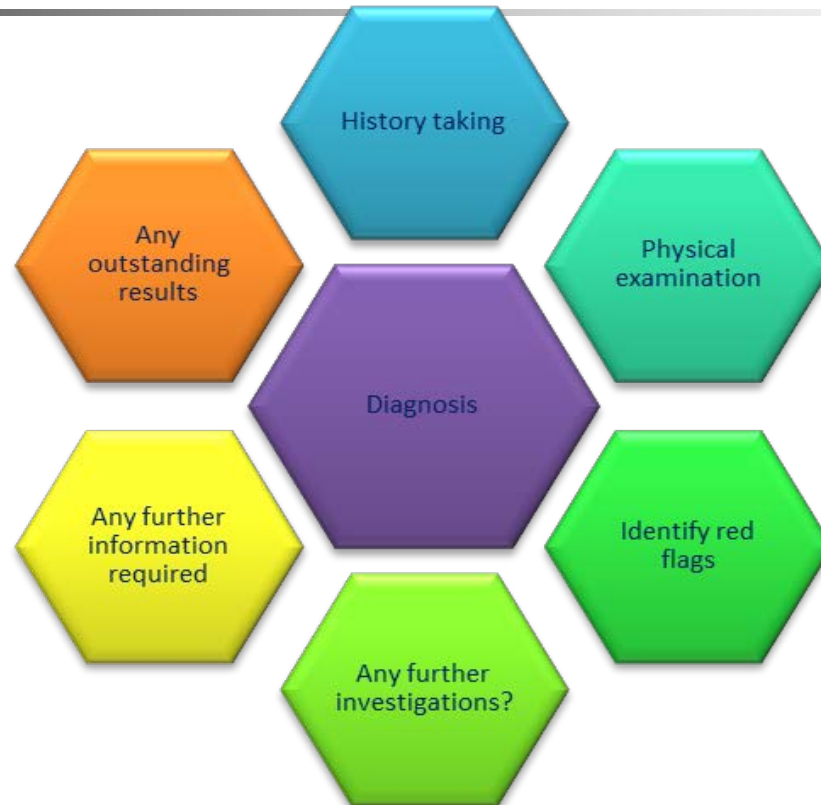 History taking
Physical
examination
Identify red
flags
Any further
investigations?
Any further
information
required
Any
outstanding
results
Diagnosis